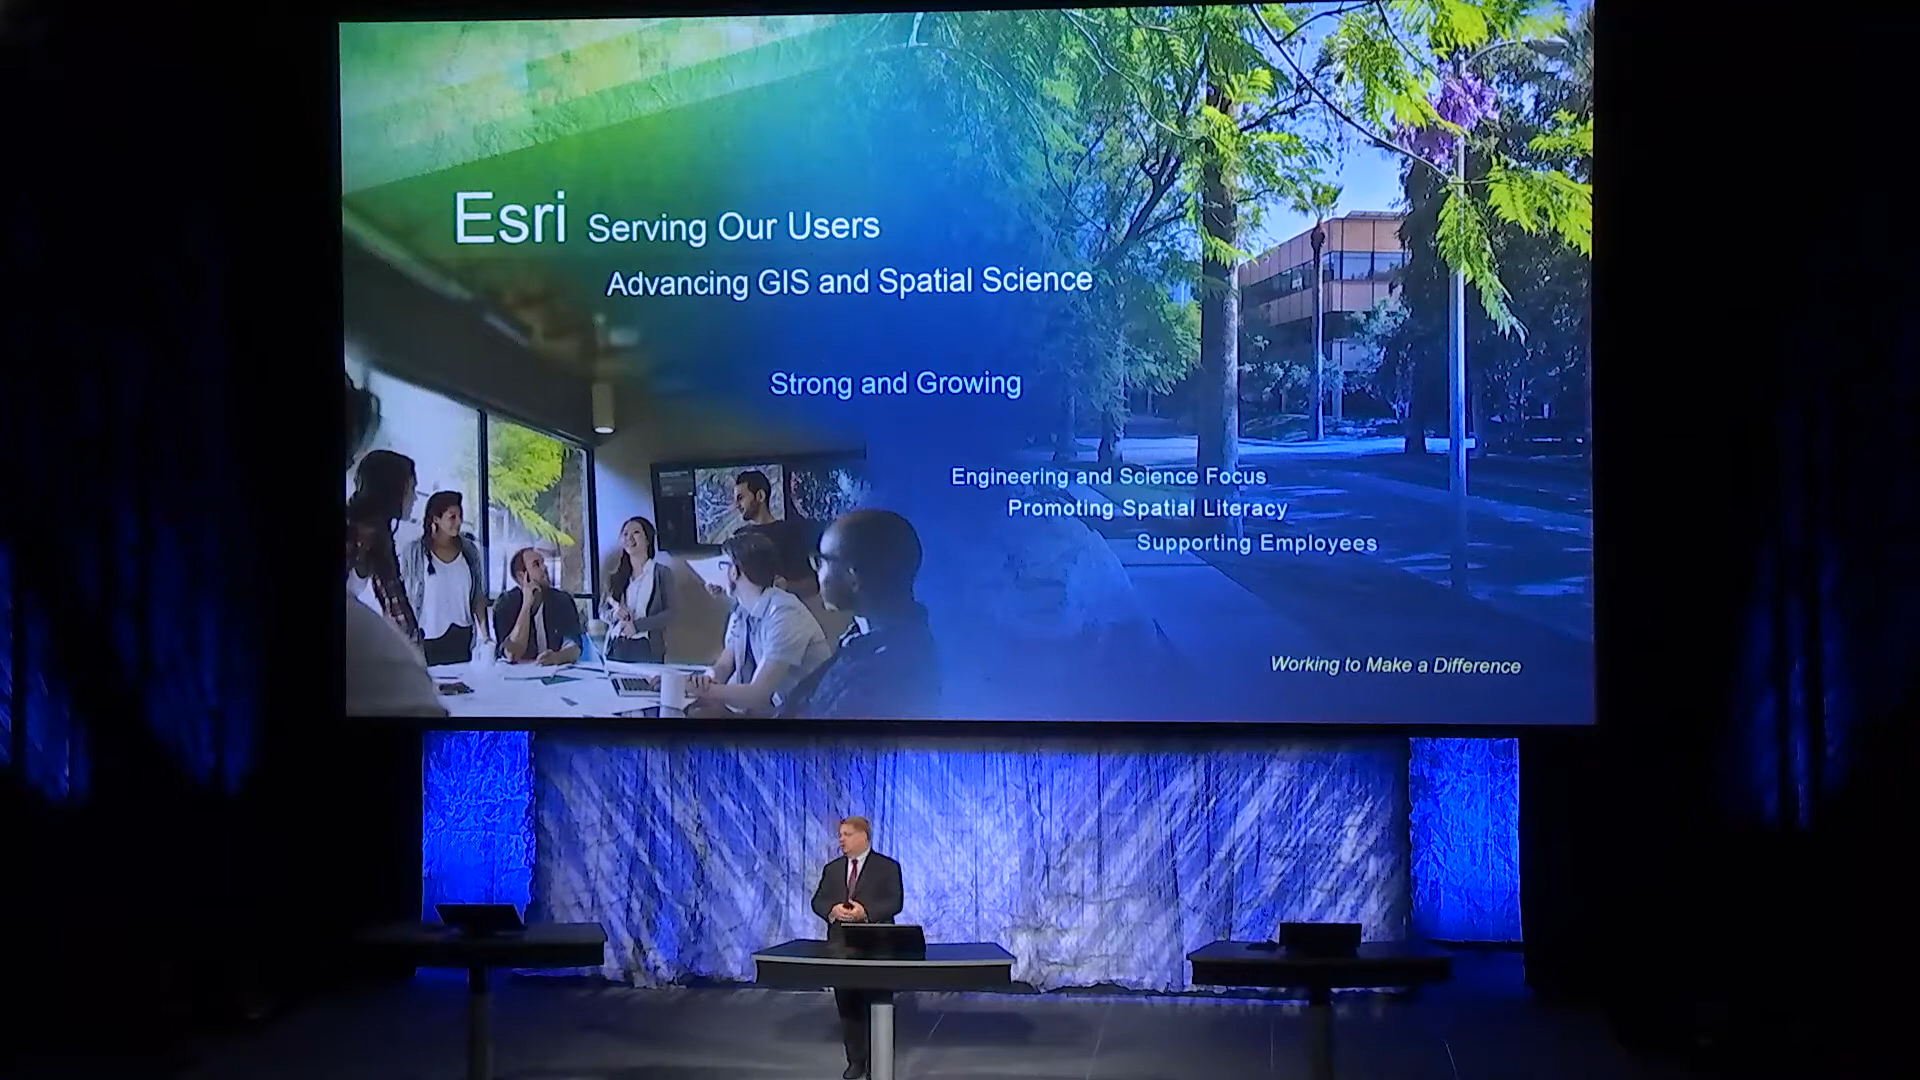 Esri Serving Our Users
Advancing GIS and Spatial Science
Strong and Growing
Engineering and Science Focus
Promoting Spatial Literacy
Supporting Employees
Working to Make a Difference